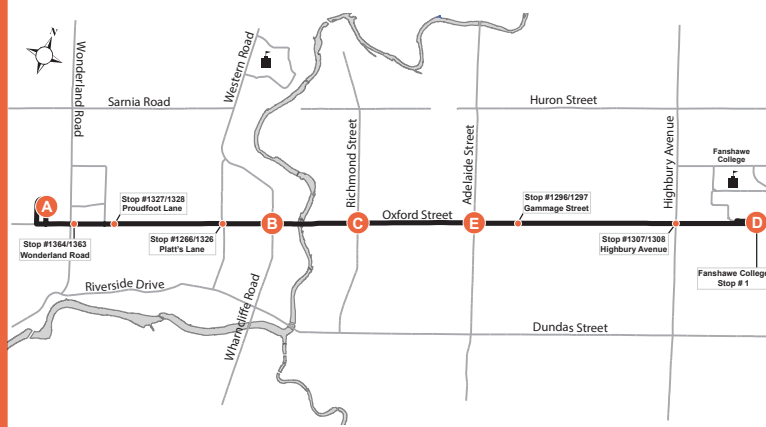 N
Wonderland Road
Sarnia Road
Western Road
Huron Street
Richmond Street
Adelaide Street
Highbury Avenue
Fanshawe
College
A
Stop #1327/1328
Proudfoot Lane
Stop #1296/1297
Gammage Street
Oxford Street
B
C
E
D
Stop #1364/1363
Wonderland Road
Stop #1266/1326
Platt's Lane
Stop #1307/1308
Highbury Avenue
Fanshawe College
Stop # 1
Riverside Drive
Wharncliffe Road
Dundas Street